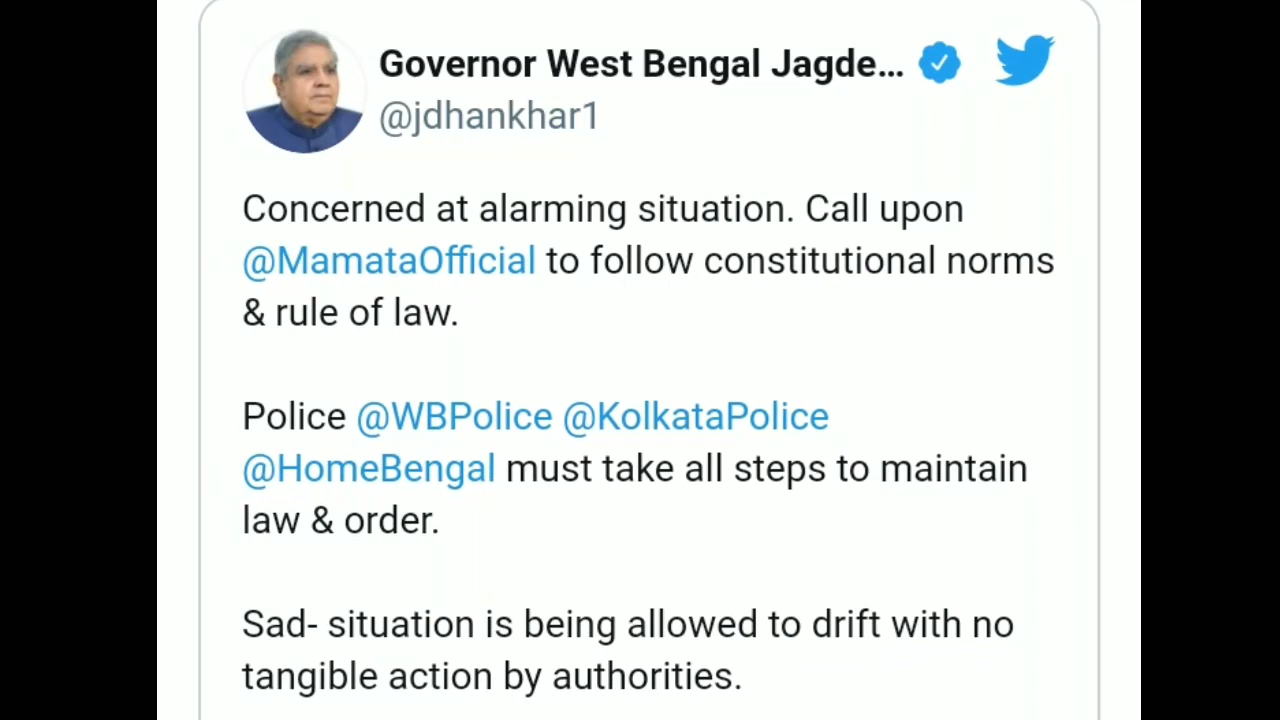 Governor West Bengal Jagde...
@jdhankhar1
Concerned at alarming situation. Call upon
@MamataOfficial to follow constitutional norms
& rule of law.
Police @WBPolice @KolkataPolice
@HomeBengal must take all steps to maintain
law & order.
Sad- situation is being allowed to drift with no
tangible action by authorities.